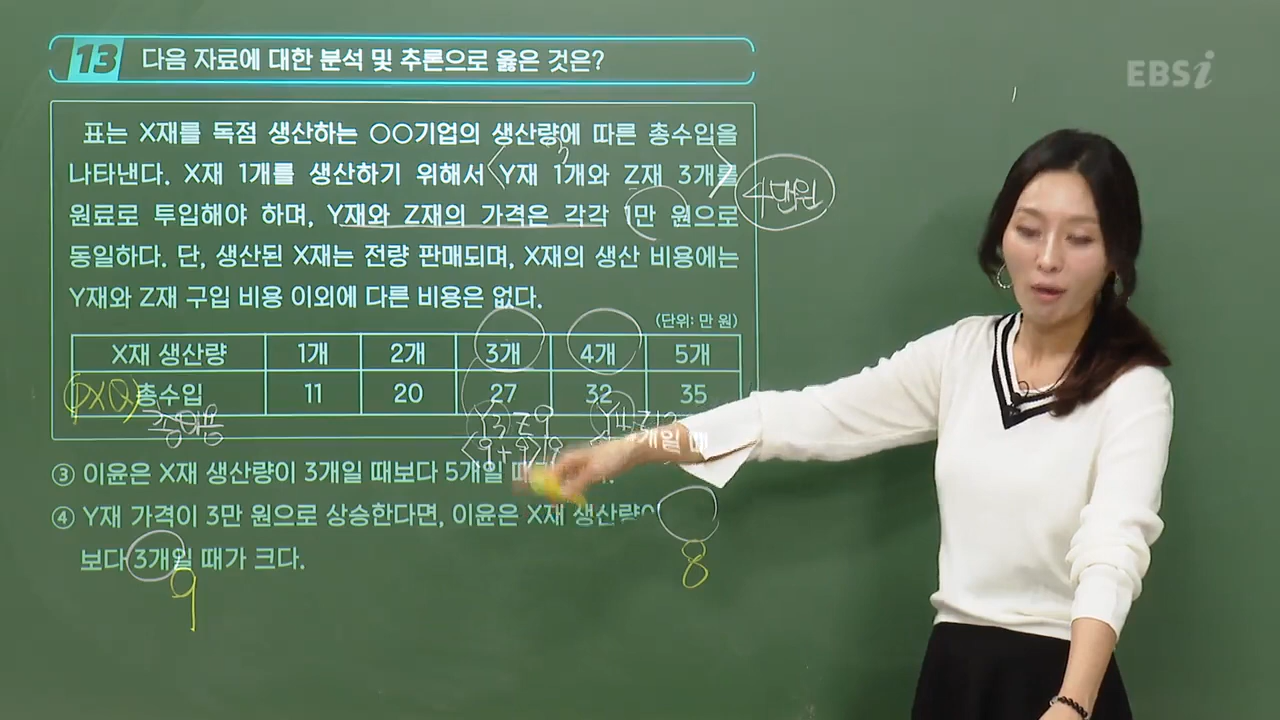 13 다음 자료에 대한 분석 및 추론으로 옳은 것은?
EBSi
표는 X재를 독점 생산하는 ○○기업의 생산량에 따른 총수입을
나타낸다. X재 1개를 생산하기 위해서 Y재 1개와 Z재 3개를
4만원
원료로 투입해야 하며, Y재와 Z재의 가격은 각각 1만 원으로
동일하다. 단, 생산된 X재는 전량 판매되며, X재의 생산 비용에는
Y재와 Z재 구입 비용 이외에 다른 비용은 없다.
(단위: 만 원)
X재 생산량 1개 2개 3개 4개 5개
(P×Q) 총수입 11 20 27 32 35
총비용 Y3 Z9
9+9
4개일 때
③ 이윤은 X재 생산량이 3개일 때보다 5개일
④ Y재 가격이 3만 원으로 상승한다면, 이윤은 X재 생산량이
8
보다 3개일 때가 크다.
9